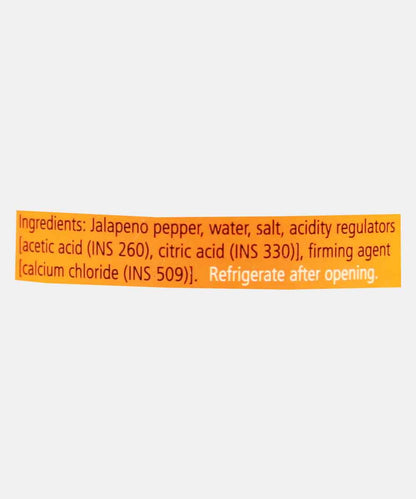 Ingredients: Jalapeno pepper, water, salt, acidity regulators
[acetic acid (INS 260), citric acid (INS 330)], firming agent
[calcium chloride (INS 509)]. Refrigerate after opening.